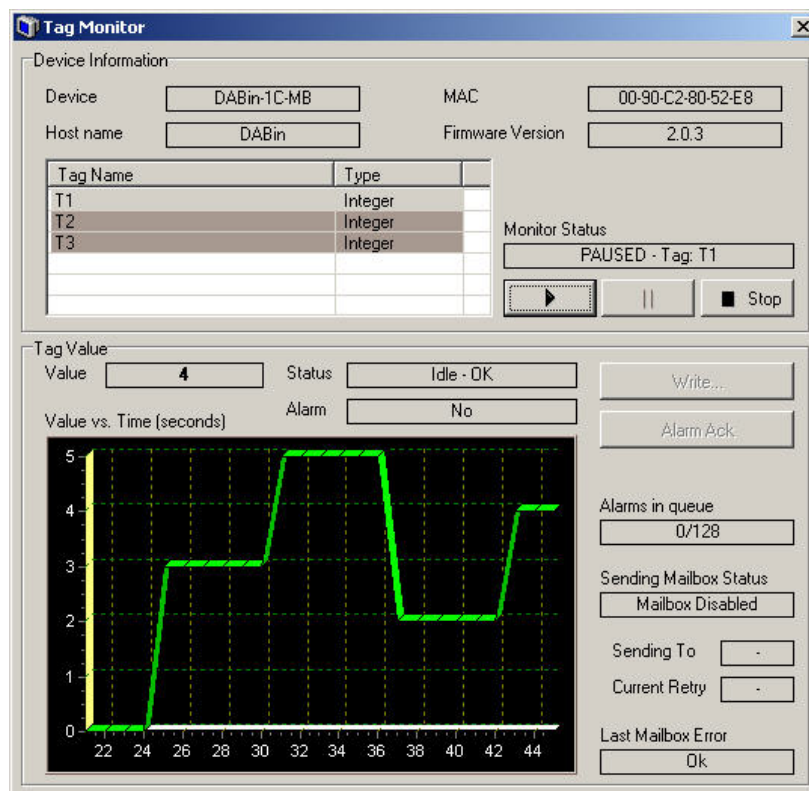 Tag Monitor
Device Information
Device DABin-1C-MB MAC 00-90-C2-80-52-E8
Host name DABin Firmware Version 2.0.3
Tag Name Type
T1 Integer
T2 Integer
T3 Integer
Monitor Status
PAUSED - Tag: T1
Stop
Tag Value
Value 4 Status Idle - OK Write...
Value vs. Time (seconds) Alarm No Alarm Ack
5
4
3
2
1
0
22 24 26 28 30 32 34 36 38 40 42 44
Alarms in queue
0/128
Sending Mailbox Status
Mailbox Disabled
Sending To -
Current Retry -
Last Mailbox Error
Ok